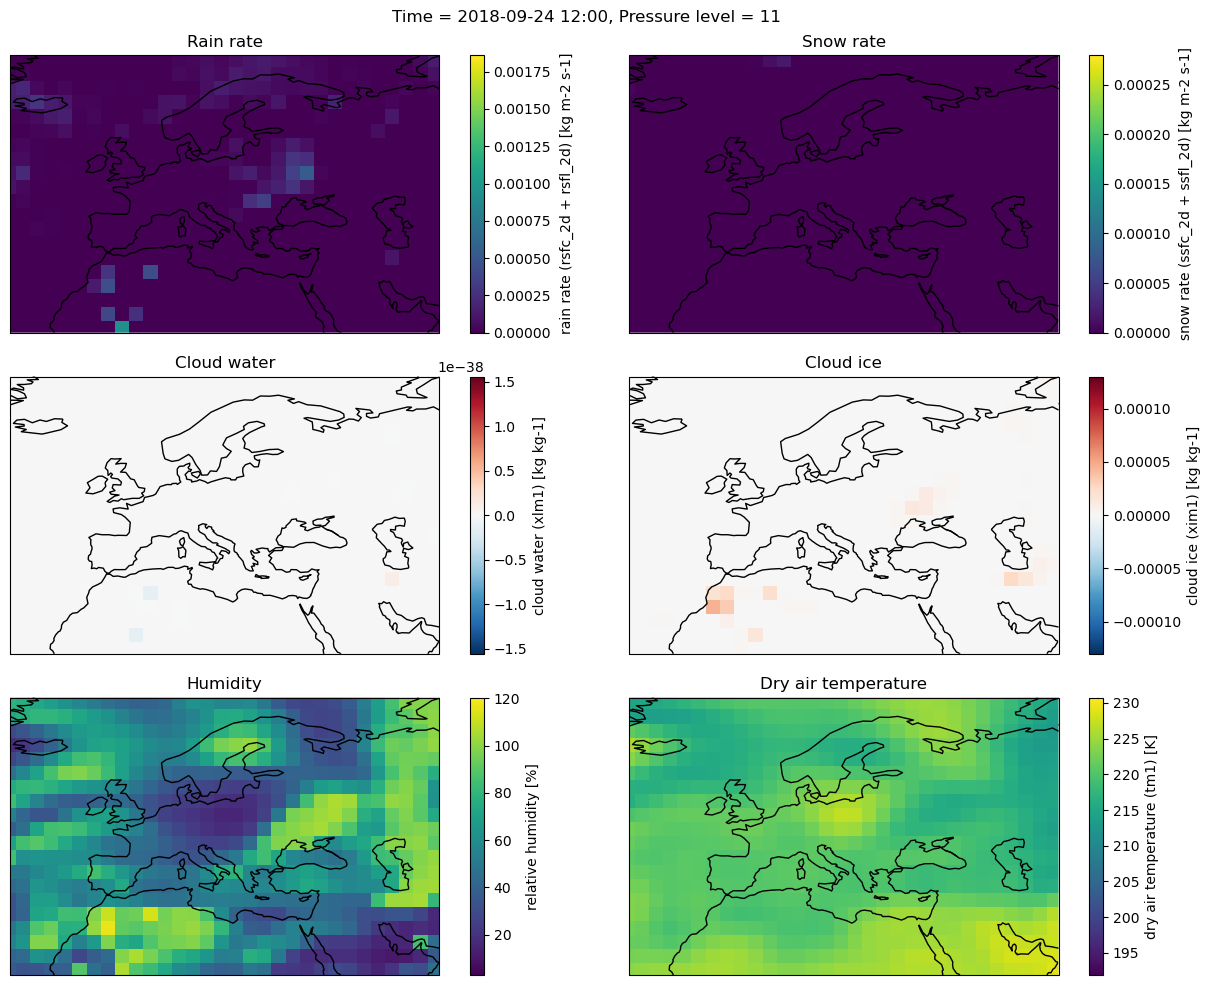 Time = 2018-09-24 12:00, Pressure level = 11
Rain rate
0.00175
0.00150
0.00125
0.00100
0.00075
0.00050
0.00025
0.00000
rain rate (rsfc_2d + rsfl_2d) [kg m-2 s-1]
Snow rate
0.00025
0.00020
0.00015
0.00010
0.00005
0.00000
snow rate (ssfc_2d + ssfl_2d) [kg m-2 s-1]
Cloud water
1e−38
1.5
1.0
0.5
0.0
−0.5
−1.0
−1.5
cloud water (xlm1) [kg kg-1]
Cloud ice
0.00010
0.00005
0.00000
−0.00005
−0.00010
cloud ice (xim1) [kg kg-1]
Humidity
120
100
80
60
40
20
relative humidity [%]
Dry air temperature
230
225
220
215
210
205
200
195
dry air temperature (tm1) [K]